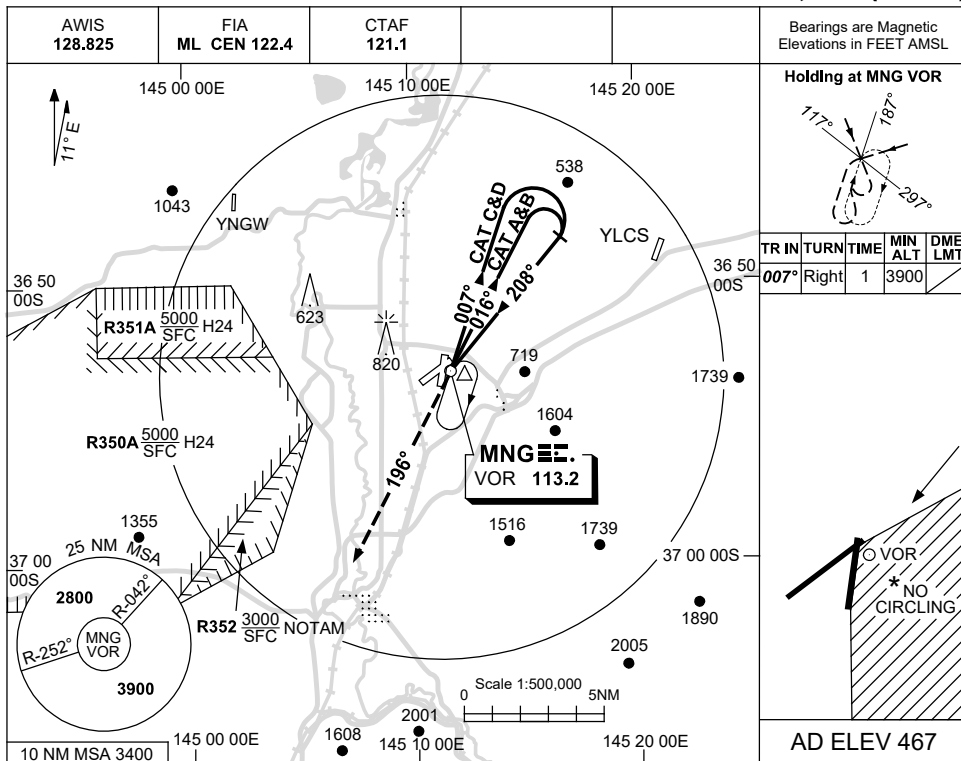 AWIS
128.825
FIA
ML CEN 122.4
CTAF
121.1
Bearings are Magnetic
Elevations in FEET AMSL
145 00 00E
145 10 00E
145 20 00E
11° E
1043
YNGW
538
CAT C&D
CAT A&B
YLCS
007°
016°
208°
36 50
00S
36 50
00S
R351A 5000
SFC H24
623
820
719
1739
R350A 5000
SFC H24
1604
MNG
VOR 113.2
196°
1355
1516
1739
37 00
00S
37 00 00S
25 NM MSA
2800
R-042°
R-252°
MNG
VOR
3900
R352 3000
SFC NOTAM
1890
2005
Scale 1:500,000
0
5NM
2001
1608
10 NM MSA 3400
145 00 00E
145 10 00E
145 20 00E
Holding at MNG VOR
117°
187°
297°
TR IN TURN TIME MIN ALT DME LMT
007° Right 1 3900
VOR
* NO
CIRCLING
AD ELEV 467